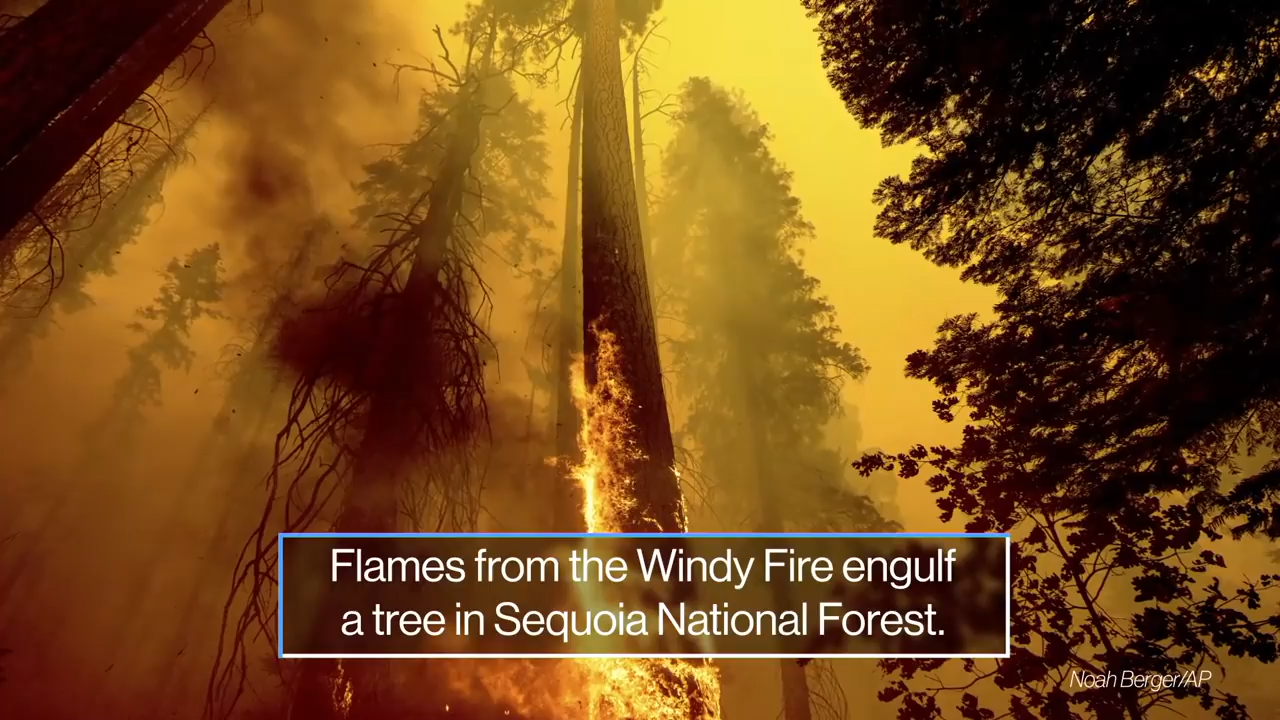 Flames from the Windy Fire engulf
a tree in Sequoia National Forest.
Noah Berger/AP